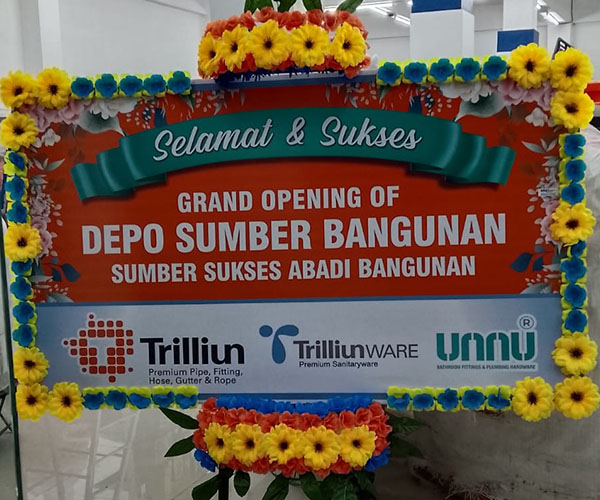 Selamat & Sukses
GRAND OPENING OF
DEPO SUMBER BANGUNAN
SUMBER SUKSES ABADI BANGUNAN
Trilliun
Premium Pipe, Fitting,
Hose, Gutter & Rope
TrilliunWARE
Premium Sanitaryware
UNNU®
BATHROOM FITTINGS & PLUMBING HARDWARE